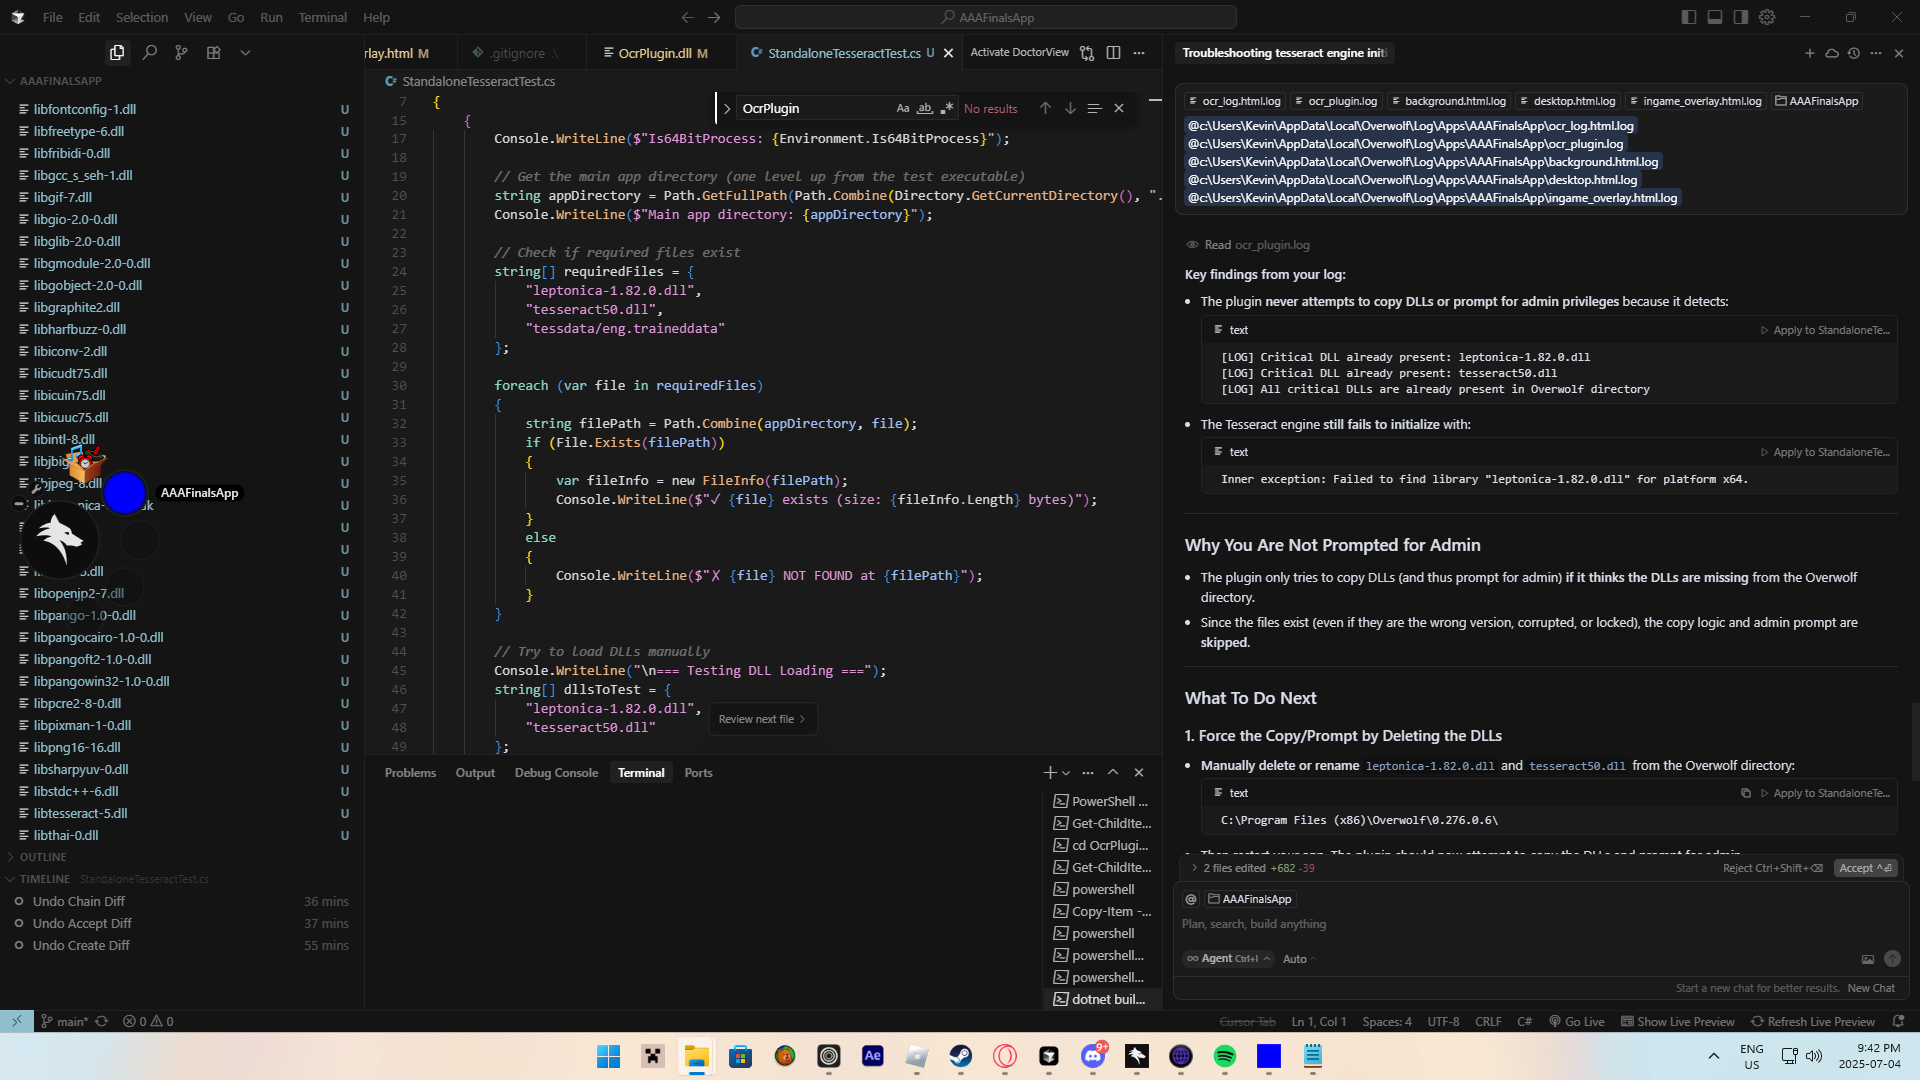 File Edit Selection View Go Run Terminal Help
AAAFinalsApp
AAAFINALSAPP
libfontconfig-1.dll U
libfreetype-6.dll U
libfribidi-0.dll U
libgcc_s_seh-1.dll U
libgif-7.dll U
libgio-2.0-0.dll U
libglib-2.0-0.dll U
libgmodule-2.0-0.dll U
libgobject-2.0-0.dll U
libgraphite2.dll U
libharfbuzz-0.dll U
libiconv-2.dll U
libicudt75.dll U
libicuin75.dll U
libicuuc75.dll U
libintl-8.dll U
libjbig U
libjpeg-8.dll U
U
AAAFinalsApp
U
U
.dll U
libopenjp2-7.dll U
libpango-1.0-0.dll U
libpangocairo-1.0-0.dll U
libpangoft2-1.0-0.dll U
libpangowin32-1.0-0.dll U
libpcre2-8-0.dll U
libpixman-1-0.dll U
libpng16-16.dll U
libsharpyuv-0.dll U
libstdc++-6.dll U
libtesseract-5.dll U
libthai-0.dll U
OUTLINE
TIMELINE StandaloneTesseractTest.cs
Undo Chain Diff 36 mins
Undo Accept Diff 37 mins
Undo Create Diff 55 mins
rlay.html M .gitignore .\ OcrPlugin.dll M StandaloneTesseractTest.cs U Activate DoctorView
StandaloneTesseractTest.cs
OcrPlugin Aa ab .* No results
7 {
15 {
17 Console.WriteLine($"Is64BitProcess: {Environment.Is64BitProcess}");
18
19 // Get the main app directory (one level up from the test executable)
20 string appDirectory = Path.GetFullPath(Path.Combine(Directory.GetCurrentDirectory(), ".
21 Console.WriteLine($"Main app directory: {appDirectory}");
22
23 // Check if required files exist
24 string[] requiredFiles = {
25 "leptonica-1.82.0.dll",
26 "tesseract50.dll",
27 "tessdata/eng.traineddata"
28 };
29
30 foreach (var file in requiredFiles)
31 {
32 string filePath = Path.Combine(appDirectory, file);
33 if (File.Exists(filePath))
34 {
35 var fileInfo = new FileInfo(filePath);
36 Console.WriteLine($"✓ {file} exists (size: {fileInfo.Length} bytes)");
37 }
38 else
39 {
40 Console.WriteLine($"✗ {file} NOT FOUND at {filePath}");
41 }
42 }
43
44 // Try to load DLLs manually
45 Console.WriteLine("\n=== Testing DLL Loading ===");
46 string[] dllsToTest = {
47 "leptonica-1.82.0.dll",
48 "tesseract50.dll"
49 };
Review next file
Problems Output Debug Console Terminal Ports
PowerShell ...
Get-ChildIte...
cd OcrPlugi...
Get-ChildIte...
powershell
Copy-Item -...
powershell
powershell...
powershell...
dotnet buil...
Troubleshooting tesseract engine initi
ocr_log.html.log ocr_plugin.log background.html.log desktop.html.log ingame_overlay.html.log AAAFinalsApp
@c:\Users\Kevin\AppData\Local\Overwolf\Log\Apps\AAAFinalsApp\ocr_log.html.log
@c:\Users\Kevin\AppData\Local\Overwolf\Log\Apps\AAAFinalsApp\ocr_plugin.log
@c:\Users\Kevin\AppData\Local\Overwolf\Log\Apps\AAAFinalsApp\background.html.log
@c:\Users\Kevin\AppData\Local\Overwolf\Log\Apps\AAAFinalsApp\desktop.html.log
@c:\Users\Kevin\AppData\Local\Overwolf\Log\Apps\AAAFinalsApp\ingame_overlay.html.log
Read ocr_plugin.log
Key findings from your log:
The plugin never attempts to copy DLLs or prompt for admin privileges because it detects:
text Apply to StandaloneTe...
[LOG] Critical DLL already present: leptonica-1.82.0.dll
[LOG] Critical DLL already present: tesseract50.dll
[LOG] All critical DLLs are already present in Overwolf directory
The Tesseract engine still fails to initialize with:
text Apply to StandaloneTe...
Inner exception: Failed to find library "leptonica-1.82.0.dll" for platform x64.
Why You Are Not Prompted for Admin
The plugin only tries to copy DLLs (and thus prompt for admin) if it thinks the DLLs are missing from the Overwolf
directory.
Since the files exist (even if they are the wrong version, corrupted, or locked), the copy logic and admin prompt are
skipped.
What To Do Next
1. Force the Copy/Prompt by Deleting the DLLs
Manually delete or rename leptonica-1.82.0.dll and tesseract50.dll from the Overwolf directory:
text Apply to StandaloneTe...
C:\Program Files (x86)\Overwolf\0.276.0.6\
2 files edited +682 -39 Reject Ctrl+Shift+⌫ Accept ^⏎
@ AAAFinalsApp
Plan, search, build anything
Agent Ctrl+I Auto
Start a new chat for better results. New Chat
main* 0 0 Cursor Tab Ln 1, Col 1 Spaces: 4 UTF-8 CRLF C# Go Live Show Live Preview Refresh Live Preview
Ae 9+ ENG
US
9:42 PM
2025-07-04